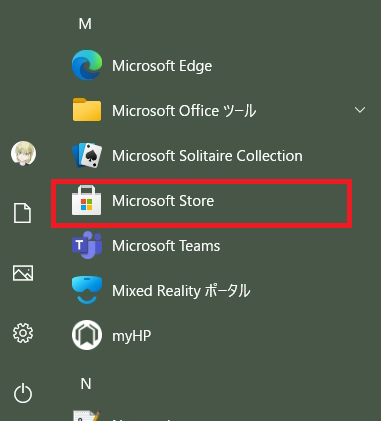 M
Microsoft Edge
Microsoft Office ツール
Microsoft Solitaire Collection
Microsoft Store
Microsoft Teams
Mixed Reality ポータル
myHP
N